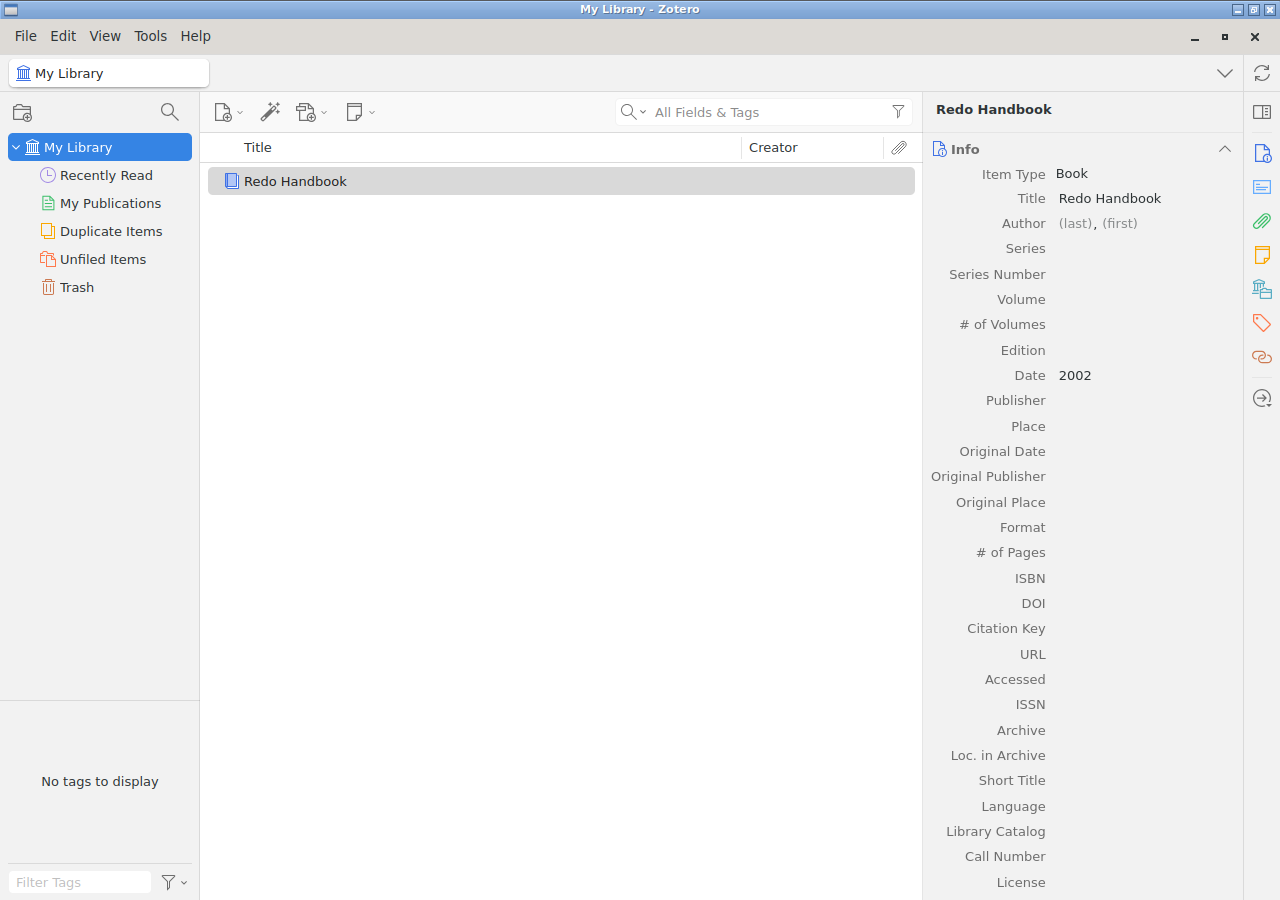 My Library - Zotero
File Edit View Tools Help
My Library
All Fields & Tags
My Library
Recently Read
My Publications
Duplicate Items
Unfiled Items
Trash
No tags to display
Filter Tags
Title Creator
Redo Handbook
Redo Handbook
Info
Item Type Book
Title Redo Handbook
Author (last), (first)
Series
Series Number
Volume
# of Volumes
Edition
Date 2002
Publisher
Place
Original Date
Original Publisher
Original Place
Format
# of Pages
ISBN
DOI
Citation Key
URL
Accessed
ISSN
Archive
Loc. in Archive
Short Title
Language
Library Catalog
Call Number
License